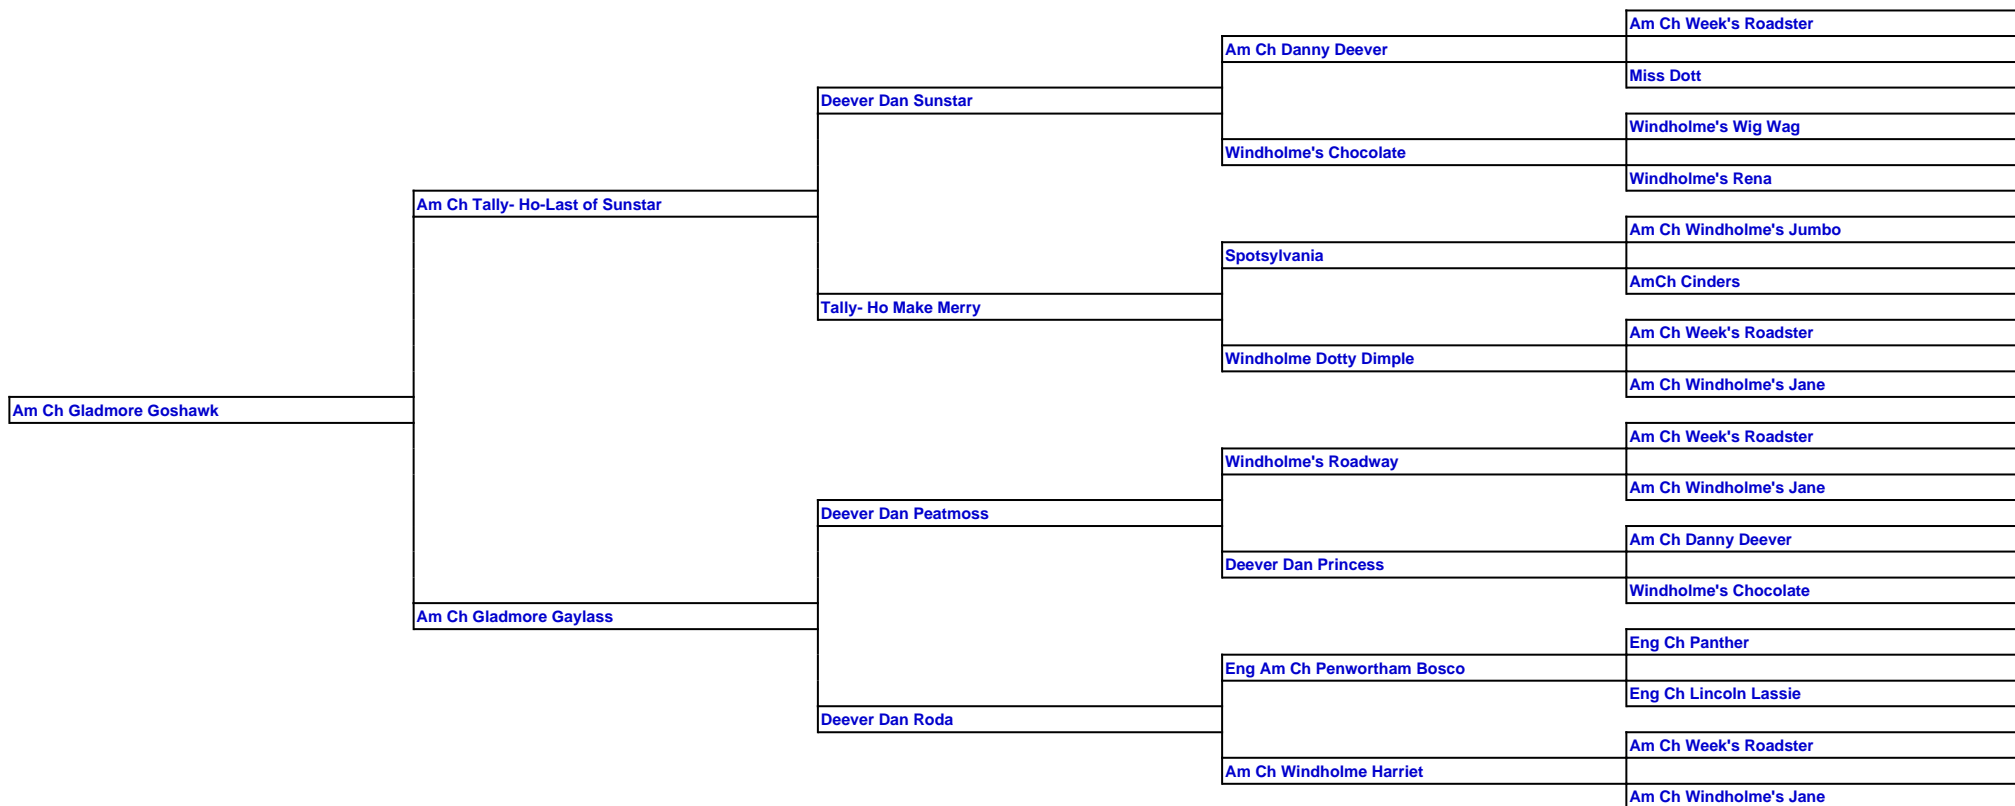 Am Ch Week's Roadster
Am Ch Danny Deever
Miss Dott
Deever Dan Sunstar
Windholme's Wig Wag
Windholme's Chocolate
Windholme's Rena
Am Ch Tally- Ho-Last of Sunstar
Am Ch Windholme's Jumbo
Spotsylvania
AmCh Cinders
Tally- Ho Make Merry
Am Ch Week's Roadster
Windholme Dotty Dimple
Am Ch Windholme's Jane
Am Ch Gladmore Goshawk
Am Ch Week's Roadster
Windholme's Roadway
Am Ch Windholme's Jane
Deever Dan Peatmoss
Am Ch Danny Deever
Deever Dan Princess
Windholme's Chocolate
Am Ch Gladmore Gaylass
Eng Ch Panther
Eng Am Ch Penwortham Bosco
Eng Ch Lincoln Lassie
Deever Dan Roda
Am Ch Week's Roadster
Am Ch Windholme Harriet
Am Ch Windholme's Jane